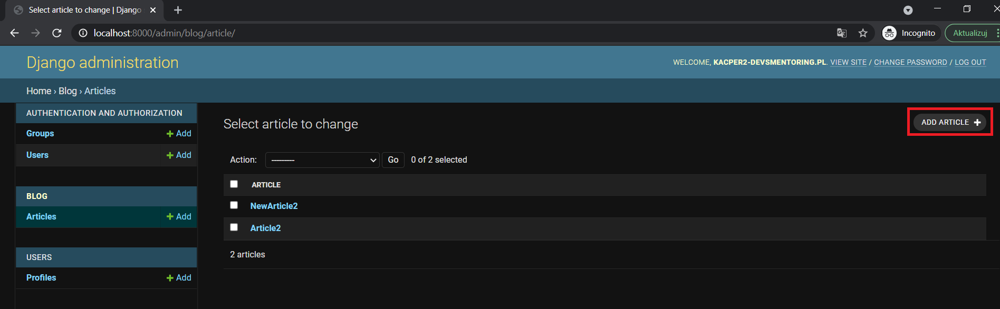 Select article to change | Django
localhost:8000/admin/blog/article/
Incognito
Aktualizuj
Django administration
WELCOME, KACPER2-DEVSMENTORING.PL. VIEW SITE / CHANGE PASSWORD / LOG OUT
Home › Blog › Articles
AUTHENTICATION AND AUTHORIZATION
Groups + Add
Users + Add
BLOG
Articles + Add
USERS
Profiles + Add
Select article to change
ADD ARTICLE +
Action: --------- Go 0 of 2 selected
ARTICLE
NewArticle2
Article2
2 articles